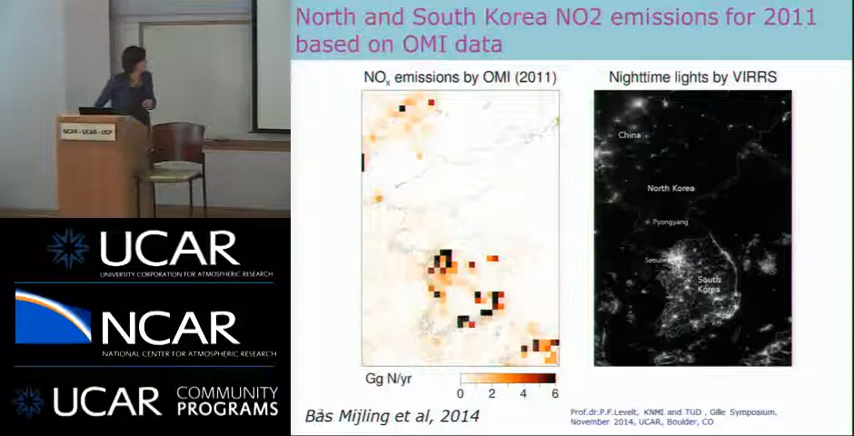 North and South Korea NO2 emissions for 2011
based on OMI data
NOx emissions by OMI (2011)
Nighttime lights by VIRRS
China
North Korea
Pyongyang
Seoul
South
Korea
Gg N/yr
0 2 4 6
Bas Mijling et al, 2014
Prof.dr.P.F.Levelt, KNMI and TUD , Gille Symposium,
November 2014, UCAR, Boulder, CO
NCAR - UCAR - UCP
UCAR
UNIVERSITY CORPORATION FOR ATMOSPHERIC RESEARCH
NCAR
NATIONAL CENTER FOR ATMOSPHERIC RESEARCH
UCAR COMMUNITY
PROGRAMS